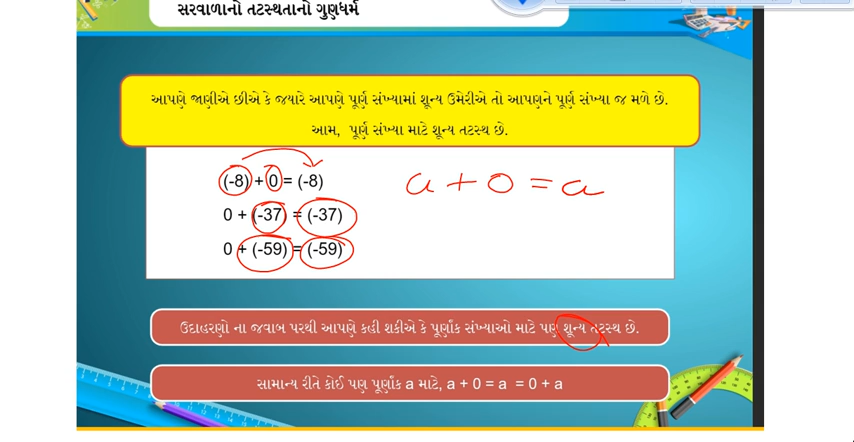 સરવાળાનો તટસ્થતાનો ગુણધર્મ
આપણે જાણીએ છીએ કે જયારે આપણે પૂર્ણ સંખ્યામાં શૂન્ય ઉમેરીએ તો આપણને પૂર્ણ સંખ્યા જ મળે છે.
આમ, પૂર્ણ સંખ્યા માટે શૂન્ય તટસ્થ છે.
(-8) + 0 = (-8)
a + 0 = a
0 + (-37) = (-37)
0 + (-59) = (-59)
ઉદાહરણો ના જવાબ પરથી આપણે કહી શકીએ કે પૂર્ણાંક સંખ્યાઓ માટે પણ શૂન્ય તટસ્થ છે.
સામાન્ય રીતે કોઈ પણ પૂર્ણાંક a માટે, a + 0 = a = 0 + a